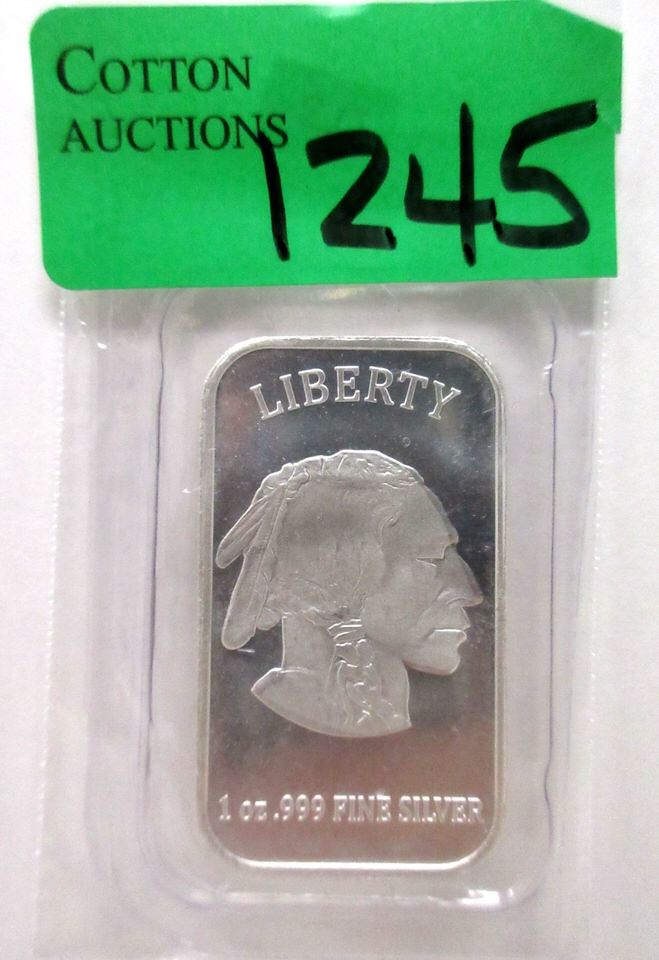 COTTON
AUCTIONS
1245
LIBERTY
1 oz .999 FINE SILVER